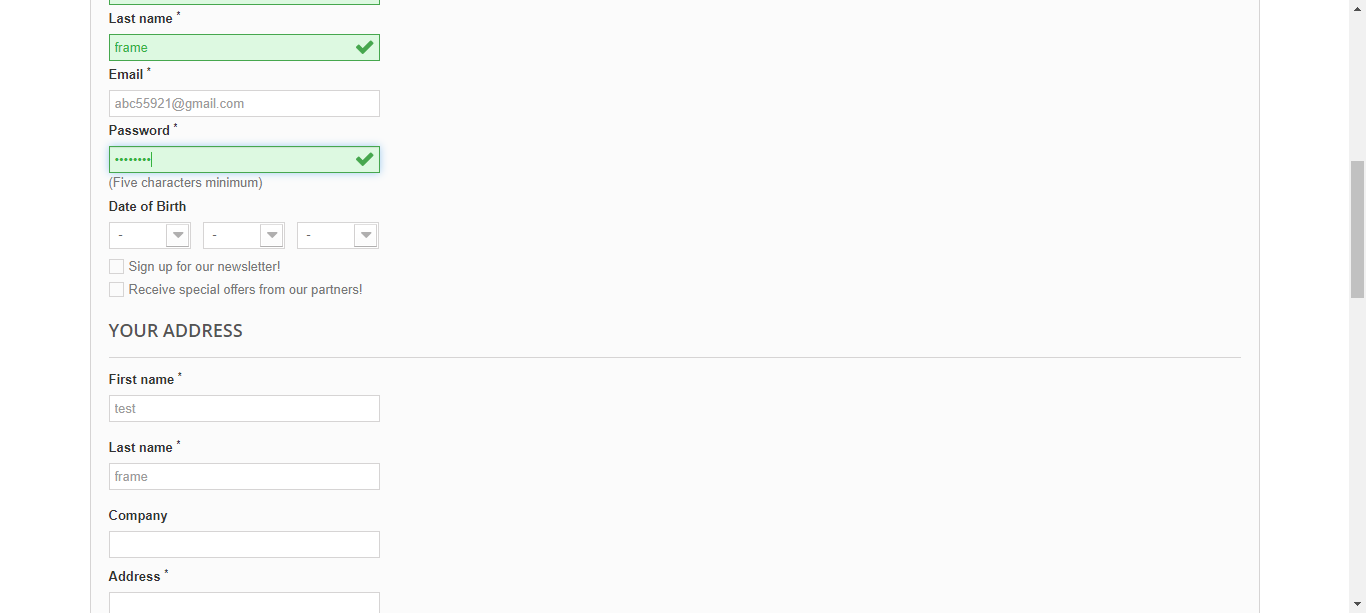 Last name *
frame
Email *
abc55921@gmail.com
Password *
••••••••
(Five characters minimum)
Date of Birth
- - -
Sign up for our newsletter!
Receive special offers from our partners!
YOUR ADDRESS
First name *
test
Last name *
frame
Company
Address *